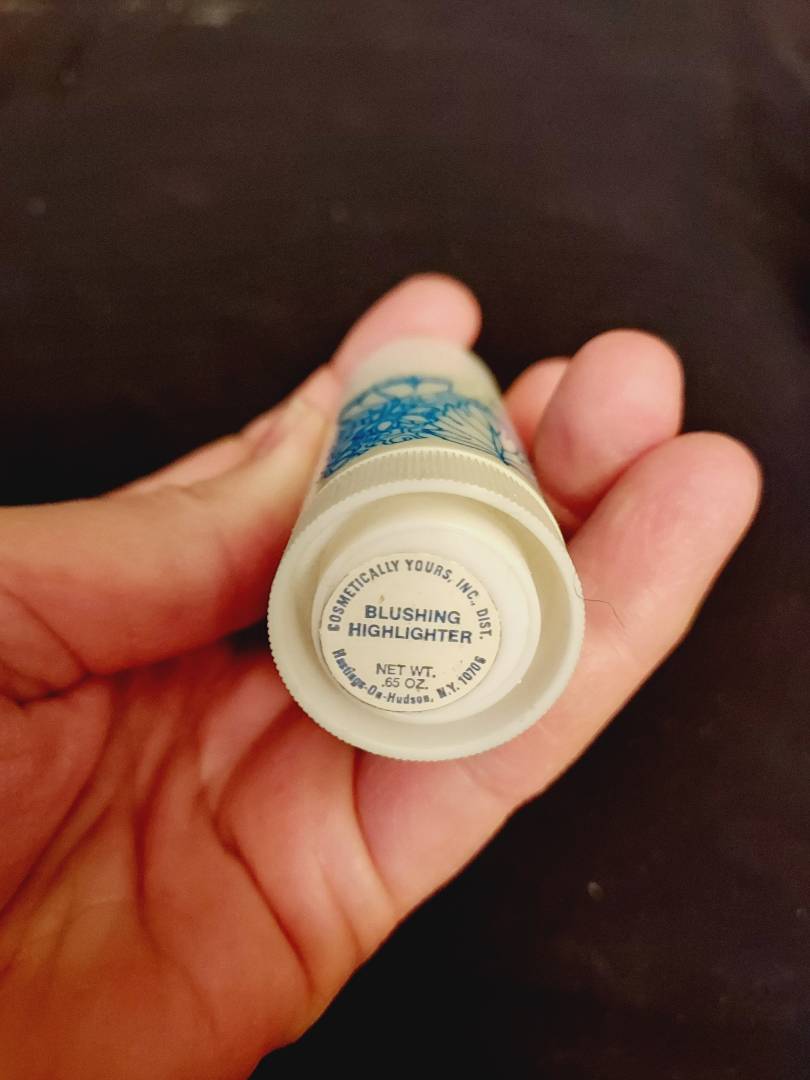 COSMETICALLY YOURS, INC., DIST.
BLUSHING
HIGHLIGHTER
NET WT.
.65 OZ.
Hastings-On-Hudson, N.Y. 10706